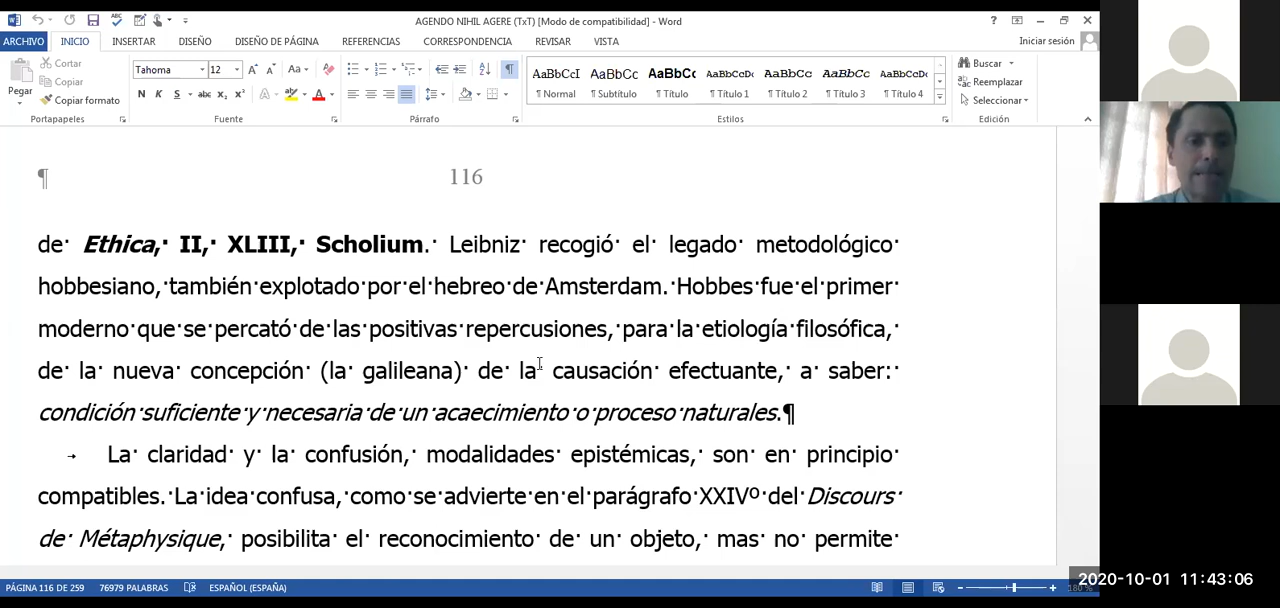 AGENDO NIHIL AGERE (TxT) [Modo de compatibilidad] - Word
ARCHIVO INICIO INSERTAR DISEÑO DISEÑO DE PÁGINA REFERENCIAS CORRESPONDENCIA REVISAR VISTA Iniciar sesión
Pegar
Cortar
Copiar
Copiar formato
Portapapeles
Tahoma 12
Fuente
Párrafo
AaBbCcI AaBbCc AaBbCc AaBbCcDc AaBbCcD AaBbCcD AaBbCcDc
¶ Normal ¶ Subtítulo ¶ Título ¶ Título 1 ¶ Título 2 ¶ Título 3 ¶ Título 4
Estilos
Buscar
Reemplazar
Seleccionar
Edición
¶ 116
de Ethica, II, XLIII, Scholium. Leibniz recogió el legado metodológico
hobbesiano, también explotado por el hebreo de Amsterdam. Hobbes fue el primer
moderno que se percató de las positivas repercusiones, para la etiología filosófica,
de la nueva concepción (la galileana) de la causación efectuante, a saber:
condición suficiente y necesaria de un acaecimiento o proceso naturales.¶
La claridad y la confusión, modalidades epistémicas, son en principio
compatibles. La idea confusa, como se advierte en el parágrafo XXIVº del Discours
de Métaphysique, posibilita el reconocimiento de un objeto, mas no permite
PÁGINA 116 DE 259 76979 PALABRAS ESPAÑOL (ESPAÑA) 180 %
2020-10-01 11:43:06